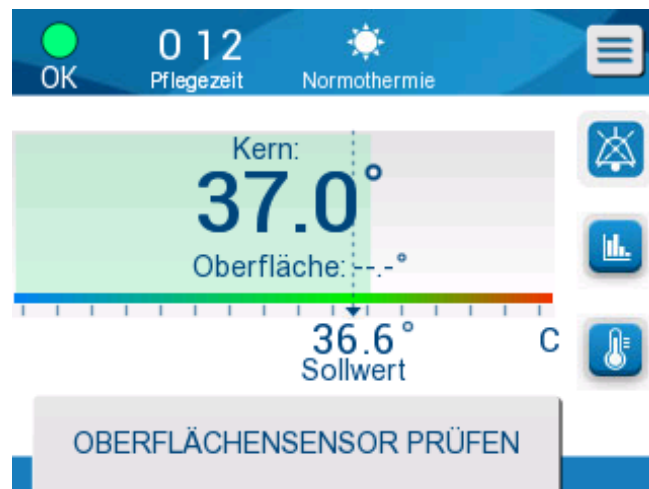 OK
0 12
Pflegezeit
Normothermie
Kern:
37.0°
Oberfläche: --.-°
36.6° C
Sollwert
OBERFLÄCHENSENSOR PRÜFEN